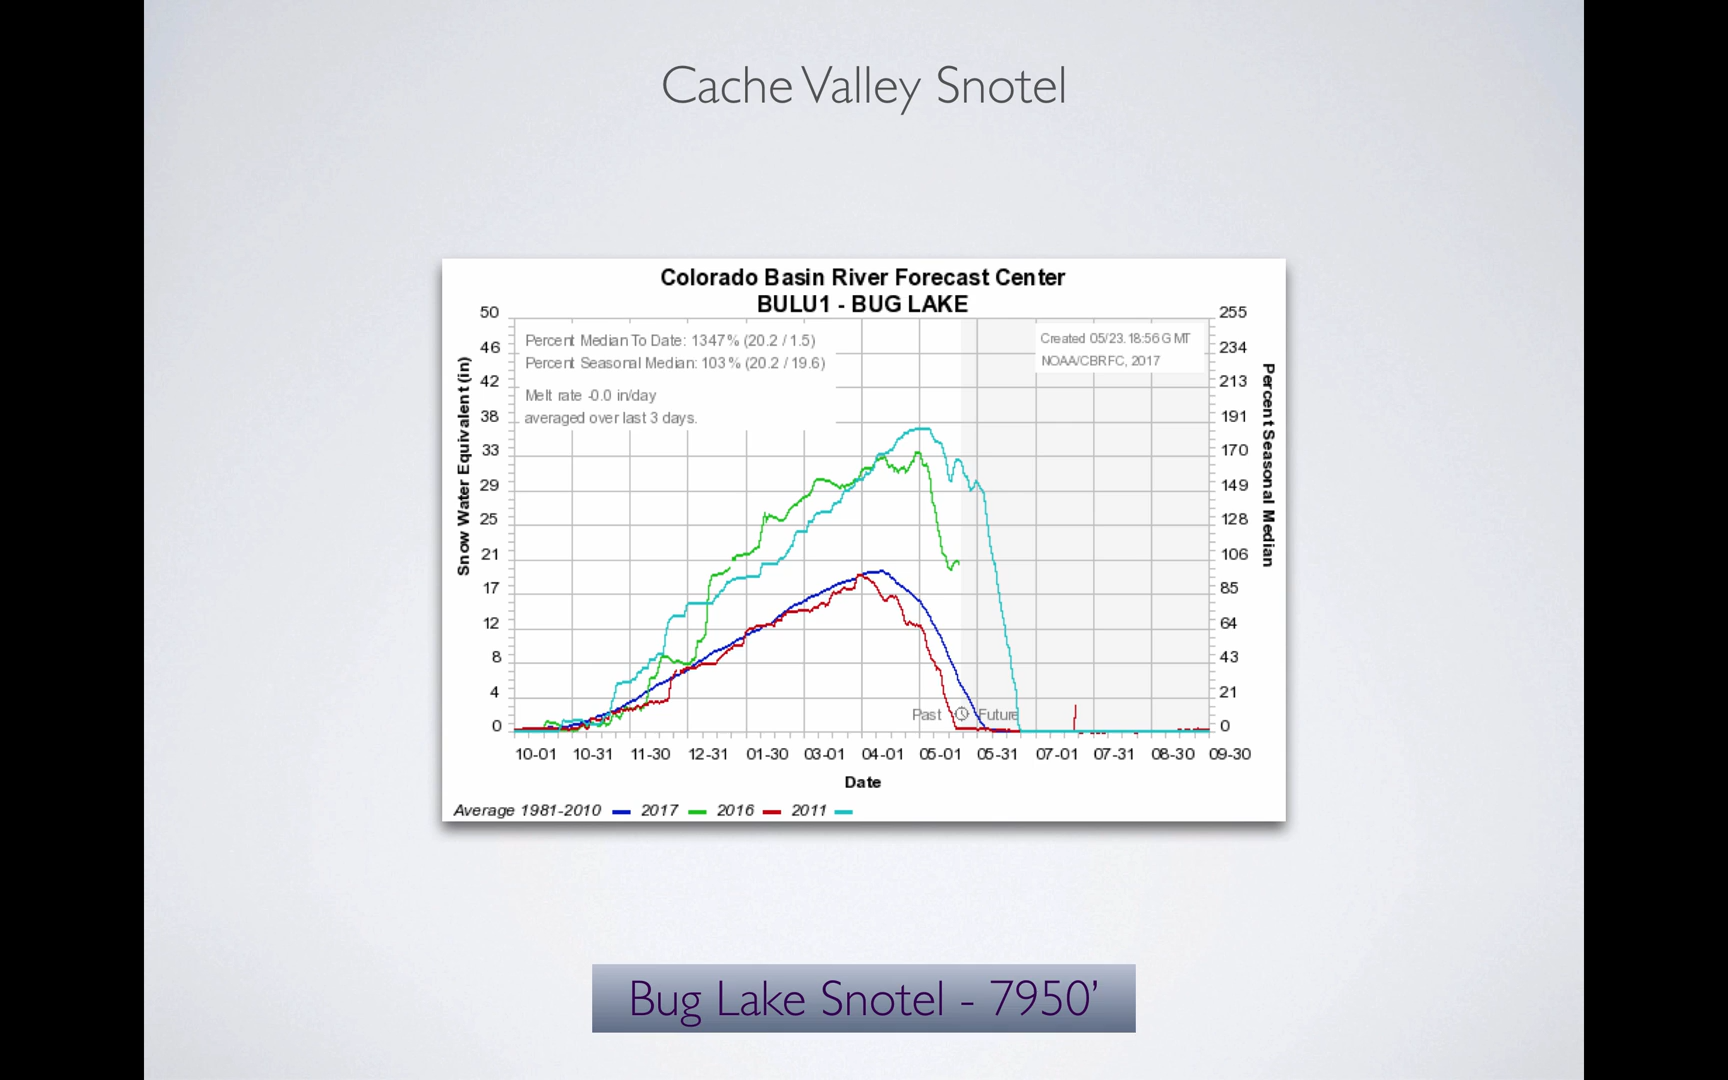 Cache Valley Snotel
Colorado Basin River Forecast Center
BULU1 - BUG LAKE
50
46
42
38
33
29
25
21
17
12
8
4
0
Snow Water Equivalent (in)
Percent Median To Date: 1347% (20.2 / 1.5)
Percent Seasonal Median: 103% (20.2 / 19.6)
Melt rate -0.0 in/day
averaged over last 3 days.
Created 05/23.18:56 GMT
NOAA/CBRFC, 2017
255
234
213
191
170
149
128
106
85
64
43
21
0
Percent Seasonal Median
Past Future
10-01 10-31 11-30 12-31 01-30 03-01 04-01 05-01 05-31 07-01 07-31 08-30 09-30
Date
Average 1981-2010 2017 2016 2011
Bug Lake Snotel - 7950’